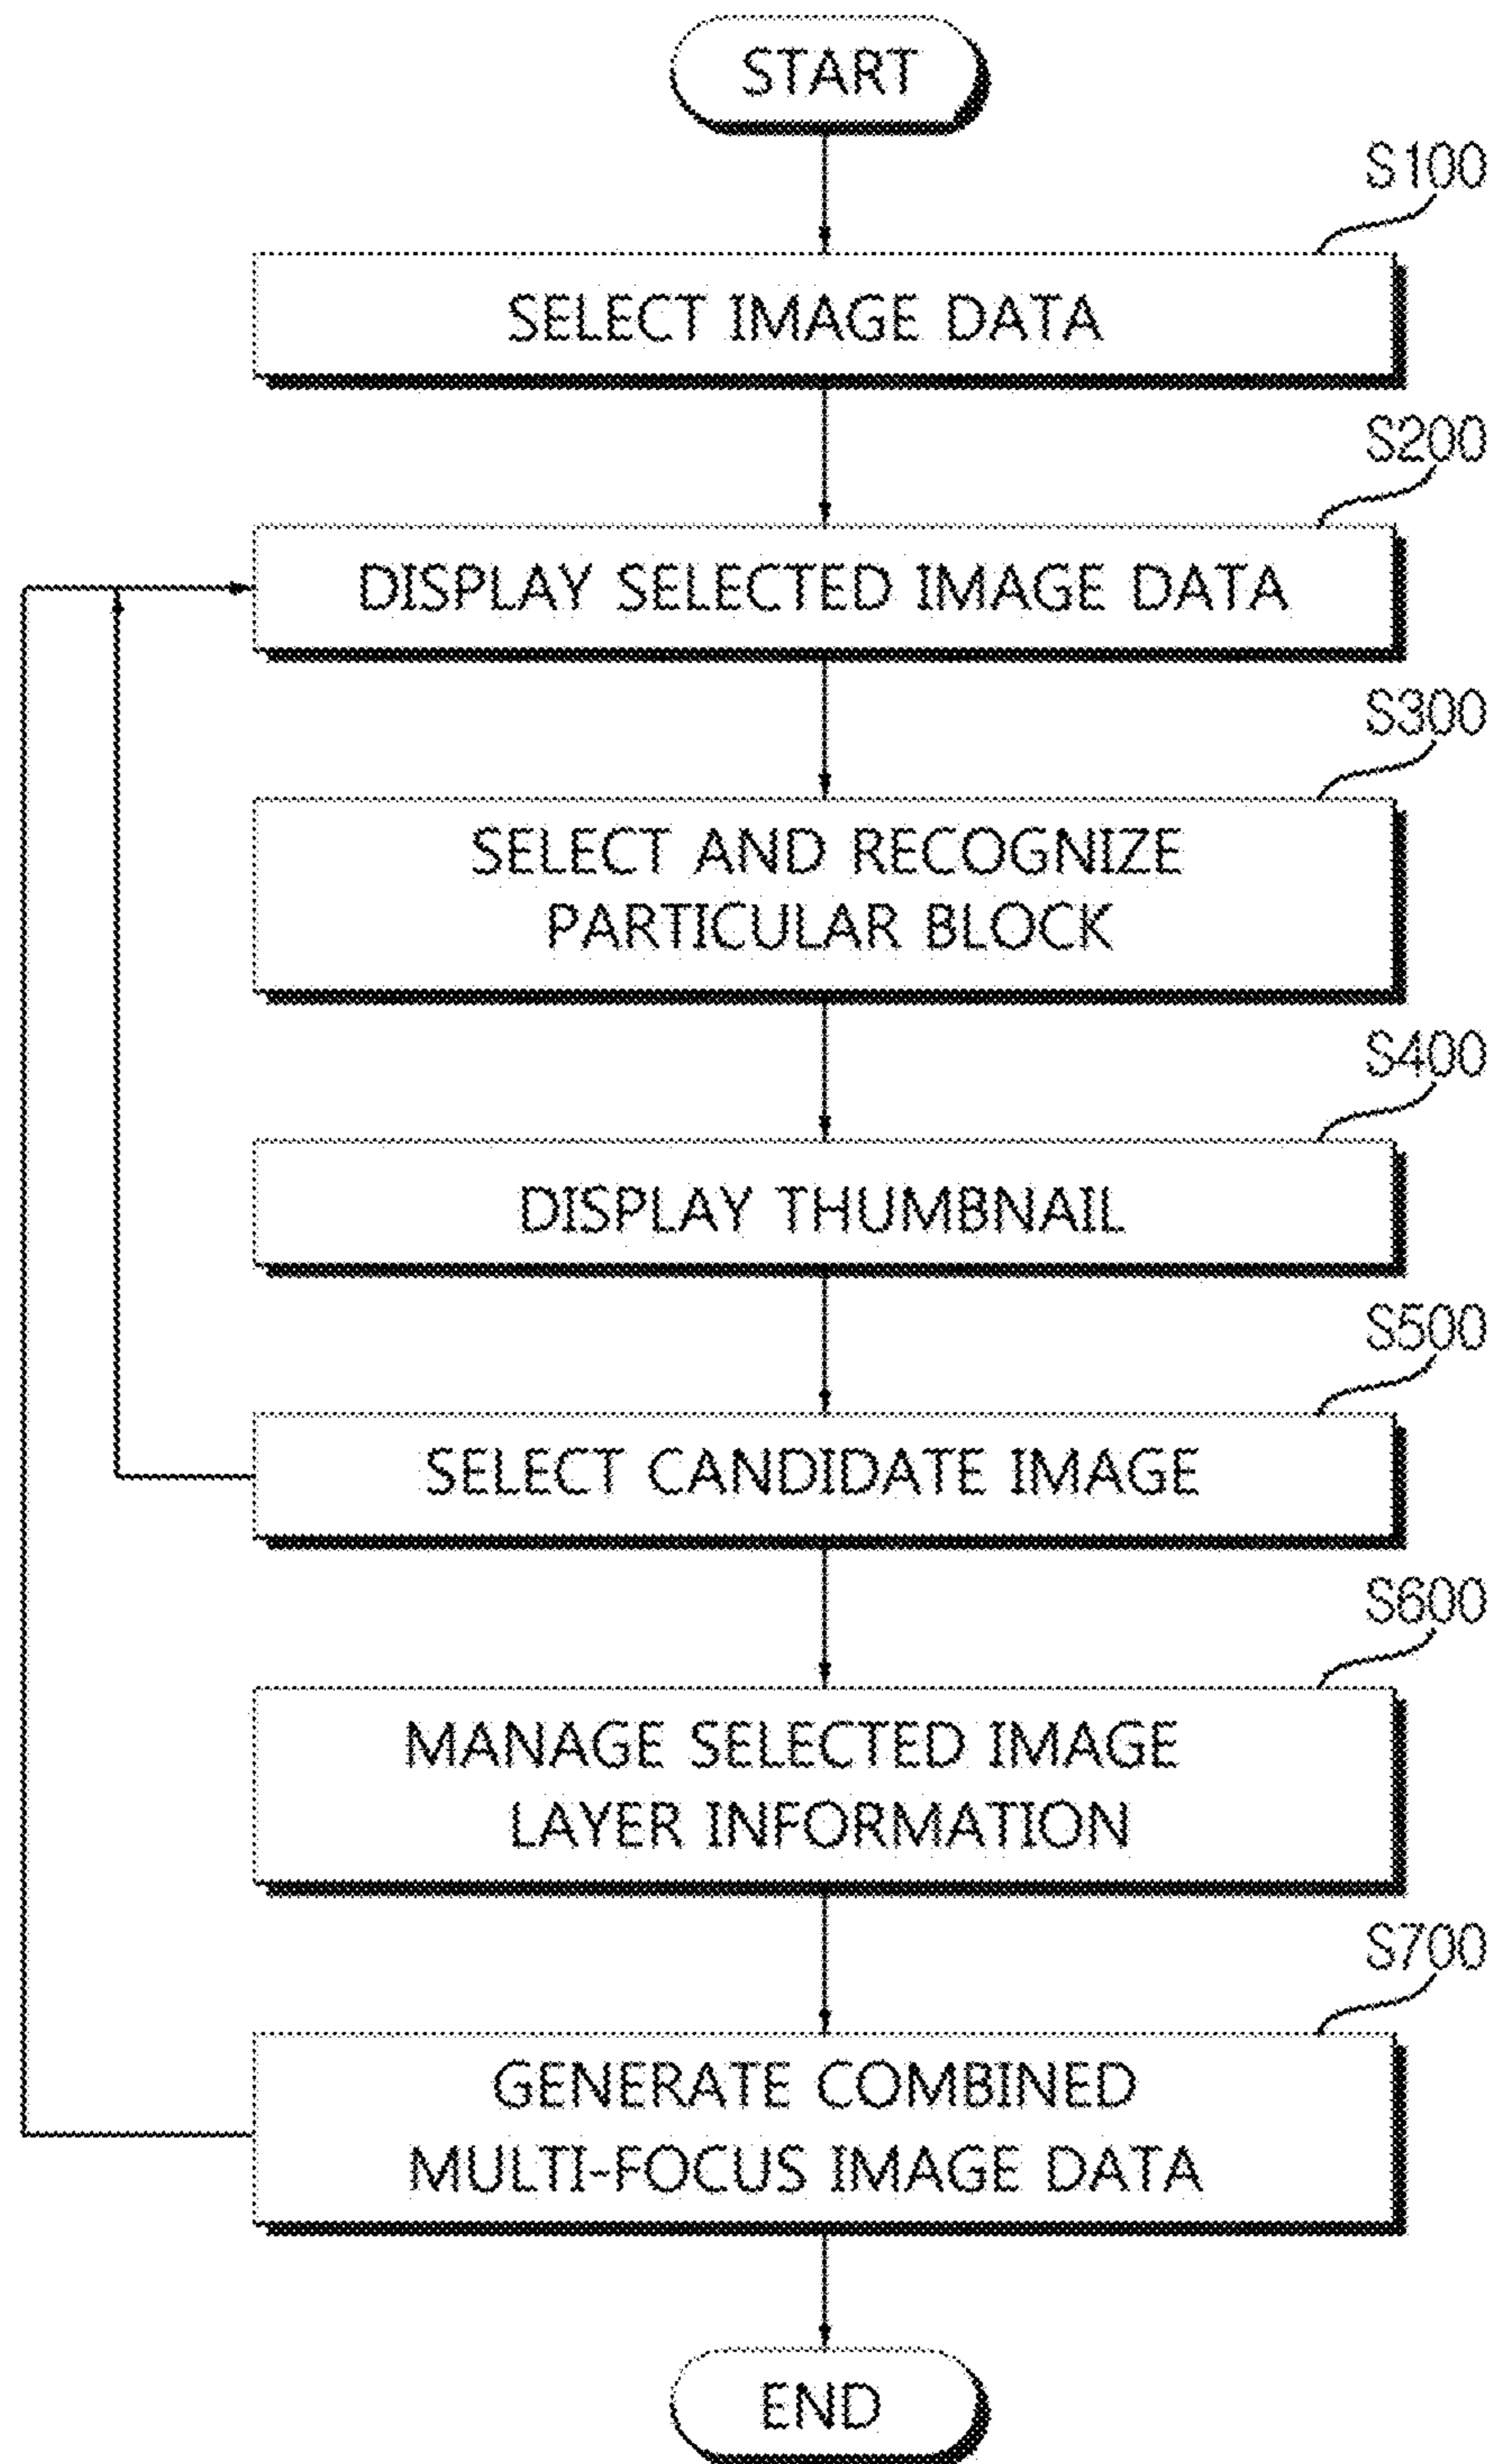 START
S100
SELECT IMAGE DATA
S200
DISPLAY SELECTED IMAGE DATA
S300
SELECT AND RECOGNIZE
PARTICULAR BLOCK
S400
DISPLAY THUMBNAIL
S500
SELECT CANDIDATE IMAGE
S600
MANAGE SELECTED IMAGE
LAYER INFORMATION
S700
GENERATE COMBINED
MULTI-FOCUS IMAGE DATA
END